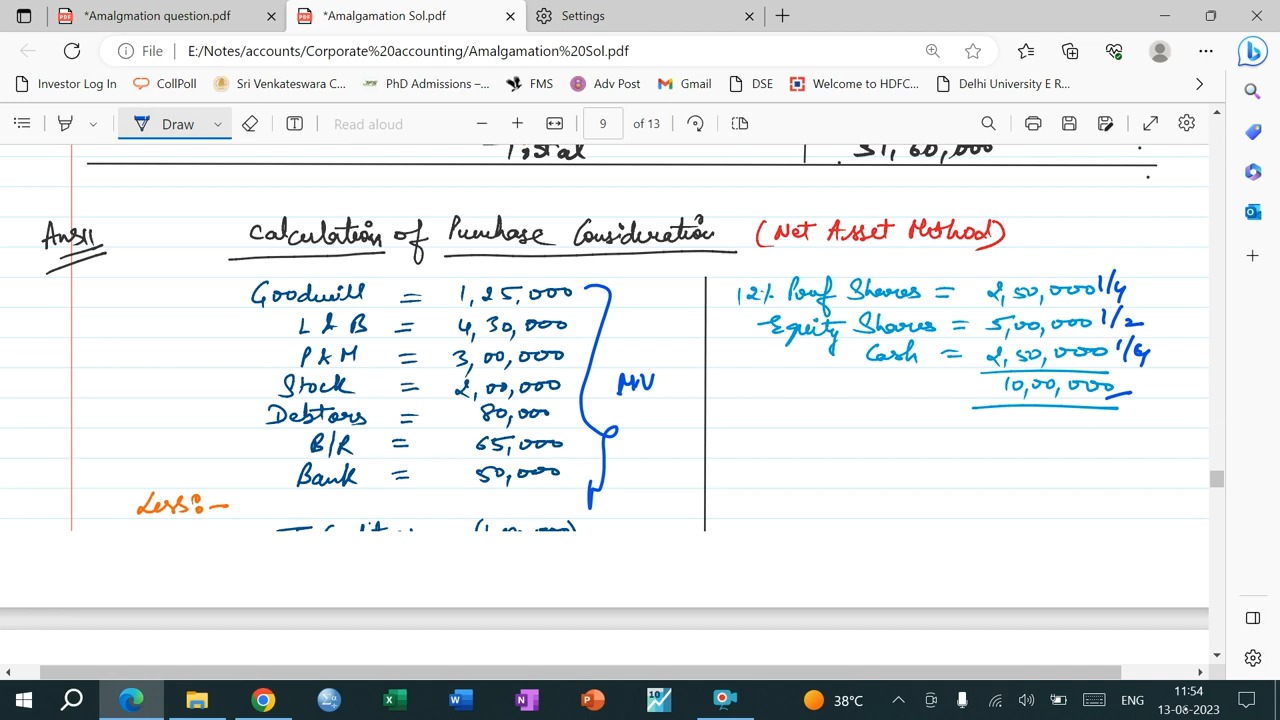 *Amalgmation question.pdf
*Amalgamation Sol.pdf
Settings
File E:/Notes/accounts/Corporate%20accounting/Amalgamation%20Sol.pdf
Investor Log In CollPoll Sri Venkateswara C... PhD Admissions –... FMS Adv Post Gmail DSE Welcome to HDFC... Delhi University E R...
Draw Read aloud 9 of 13
Total 31,60,000
Ans11 Calculation of Purchase Consideration (Net Asset Method)
Goodwill = 1,25,000
L & B = 4,30,000
P & M = 3,00,000
Stock = 2,00,000
Debtors = 80,000
B/R = 65,000
Bank = 50,000
MV
Less:-
12% Pref Shares = 2,50,000 1/4
Equity Shares = 5,00,000 1/2
Cash = 2,50,000 1/4
10,00,000
38°C ENG 11:54
13-08-2023